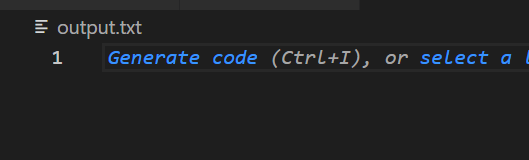 output.txt
1 Generate code (Ctrl+I), or select a